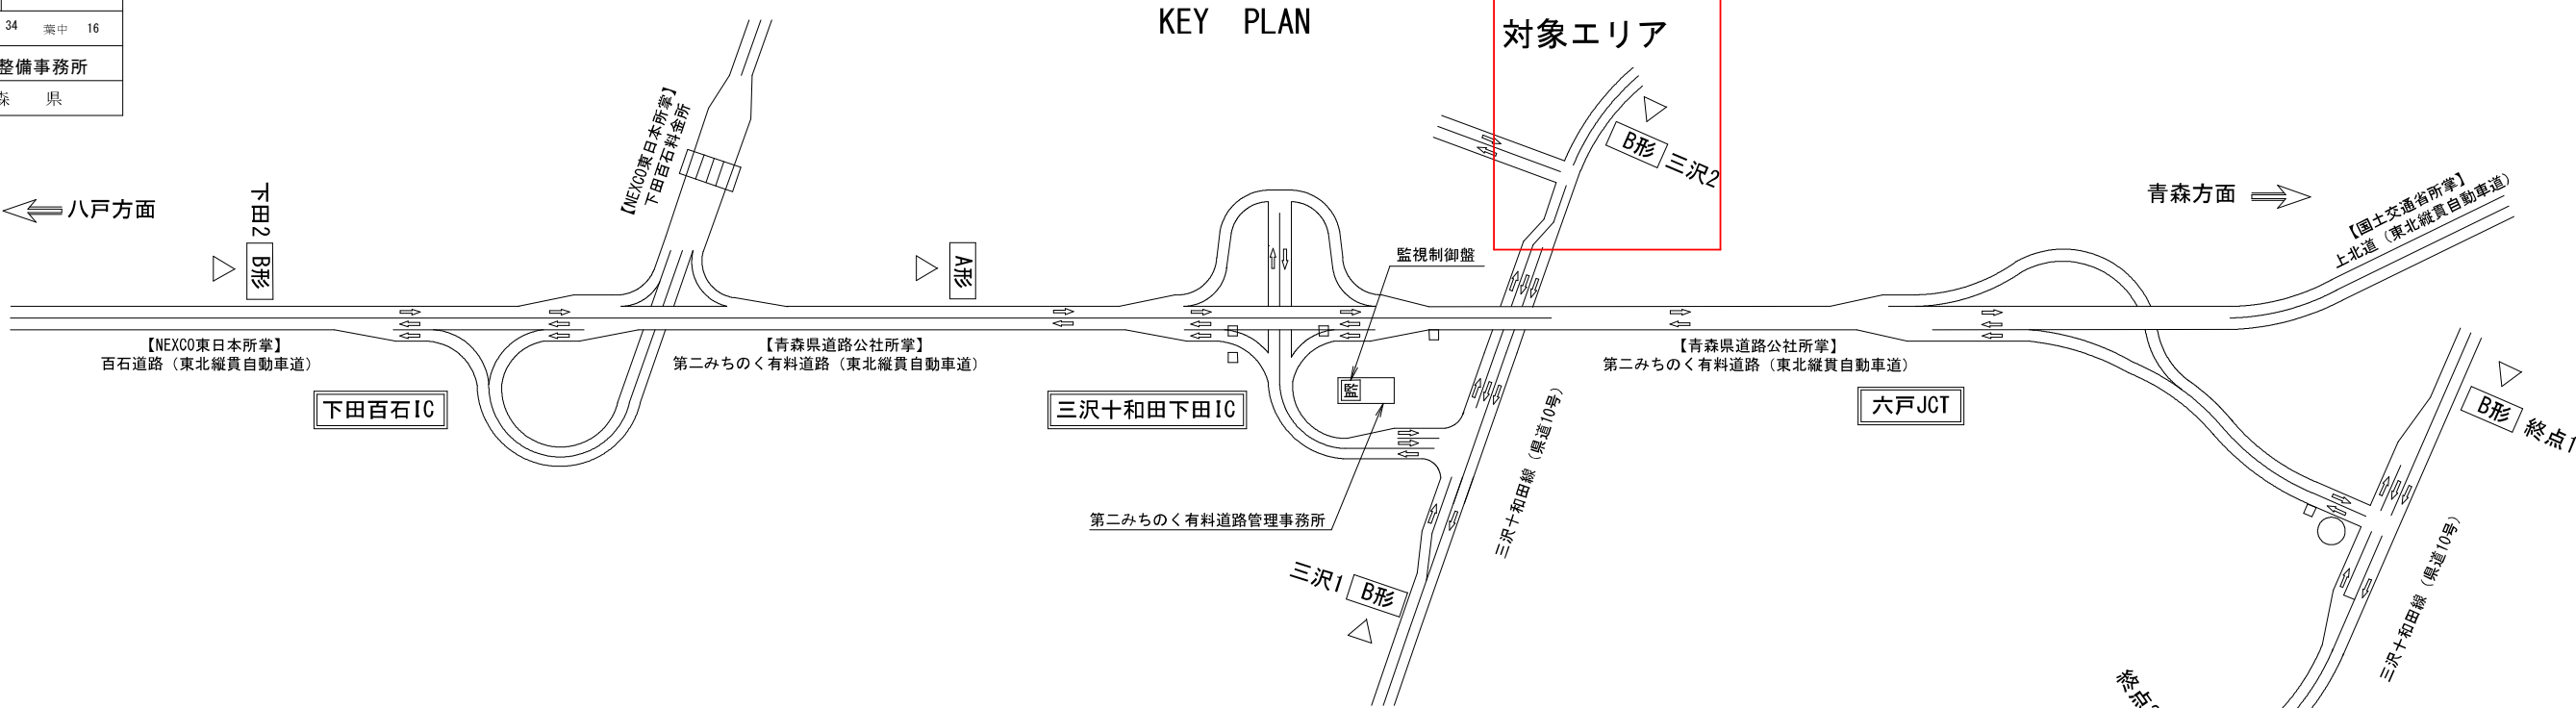 34 葉中 16
整備事務所
森 県
KEY PLAN
対象エリア
【NEXCO東日本所掌】
下田百石料金所
B形 三沢2
八戸方面
下田2
B形
A形
監視制御盤
青森方面
【国土交通省所掌】
上北道（東北縦貫自動車道）
【NEXCO東日本所掌】
百石道路（東北縦貫自動車道）
【青森県道路公社所掌】
第二みちのく有料道路（東北縦貫自動車道）
【青森県道路公社所掌】
第二みちのく有料道路（東北縦貫自動車道）
下田百石IC
三沢十和田下田IC
監
六戸JCT
B形 終点1
三沢十和田線（県道10号）
第二みちのく有料道路管理事務所
三沢1 B形
三沢十和田線（県道10号）